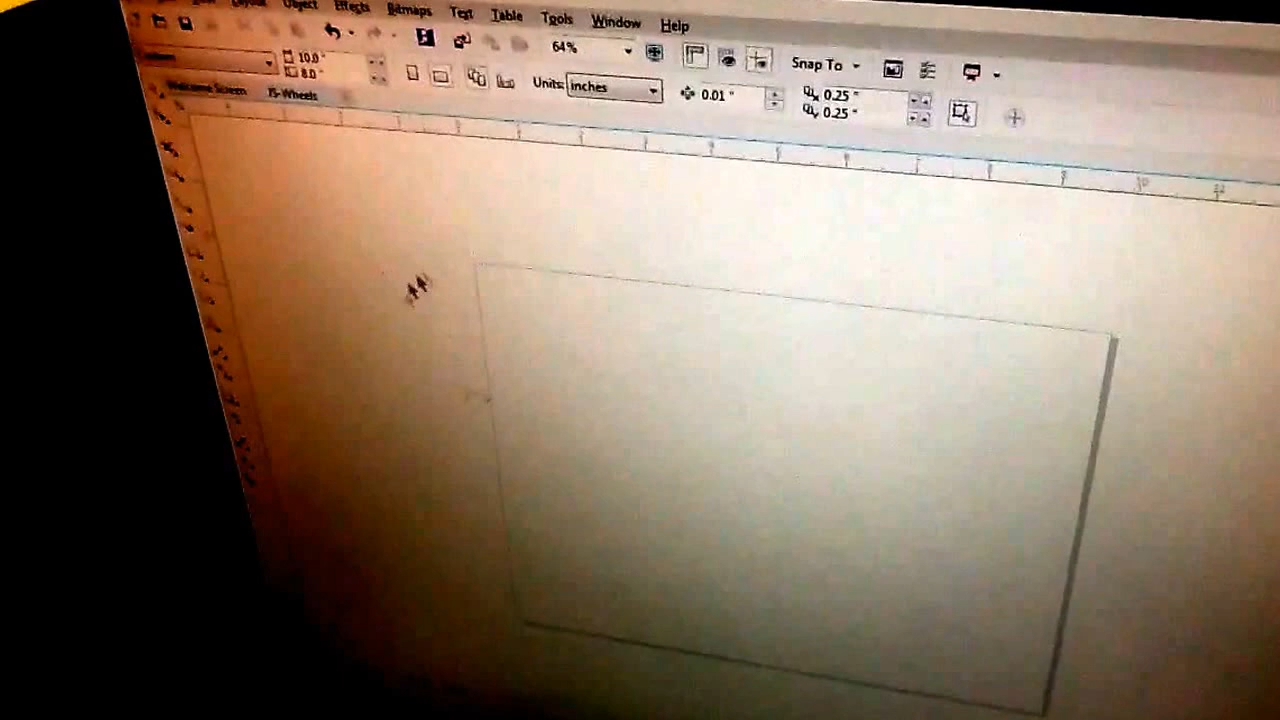 Object Effects Bitmaps Text Table Tools Window Help
64% Snap To
10.0"
8.0"
Units: inches 0.01 " 0.25 "
0.25 "
Welcome Screen JS-Wheels